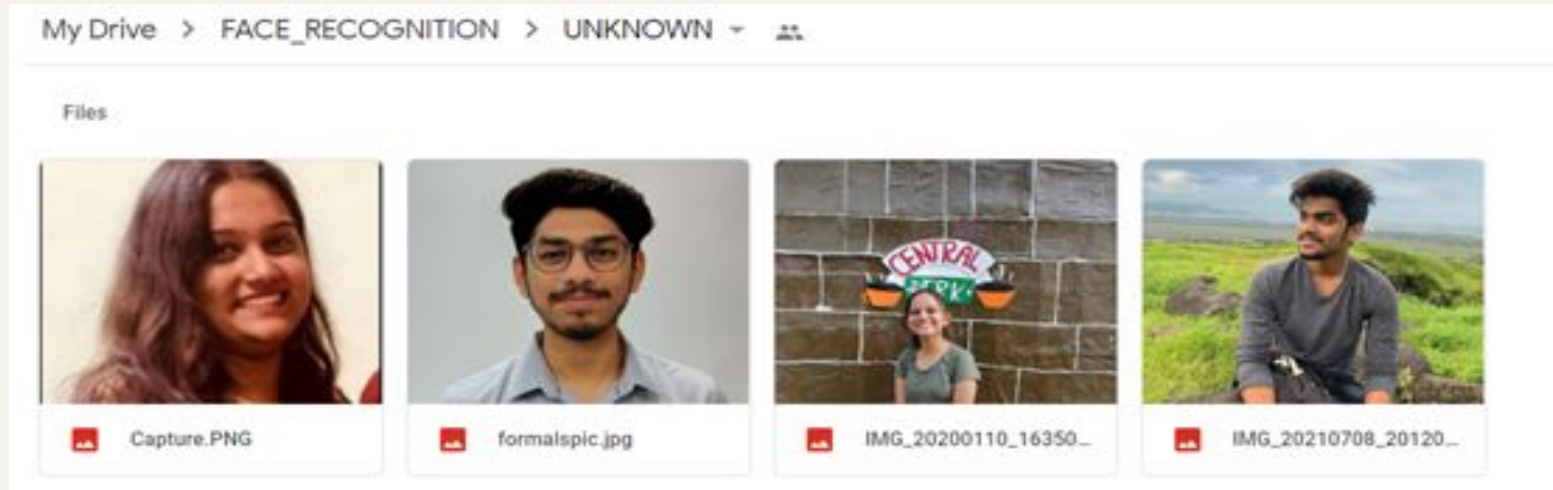 My Drive > FACE_RECOGNITION > UNKNOWN
Files
CENTRAL
PERK
Capture.PNG
formalspic.jpg
IMG_20200110_16350...
IMG_20210708_20120...